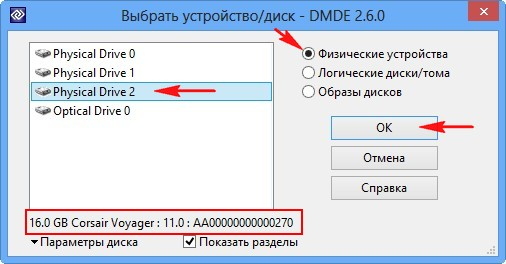 Выбрать устройство/диск - DMDE 2.6.0
Physical Drive 0
Physical Drive 1
Physical Drive 2
Optical Drive 0
Физические устройства
Логические диски/тома
Образы дисков
OK
Отмена
Справка
16.0 GB Corsair Voyager : 11.0 : AA00000000000270
Параметры диска
Показать разделы